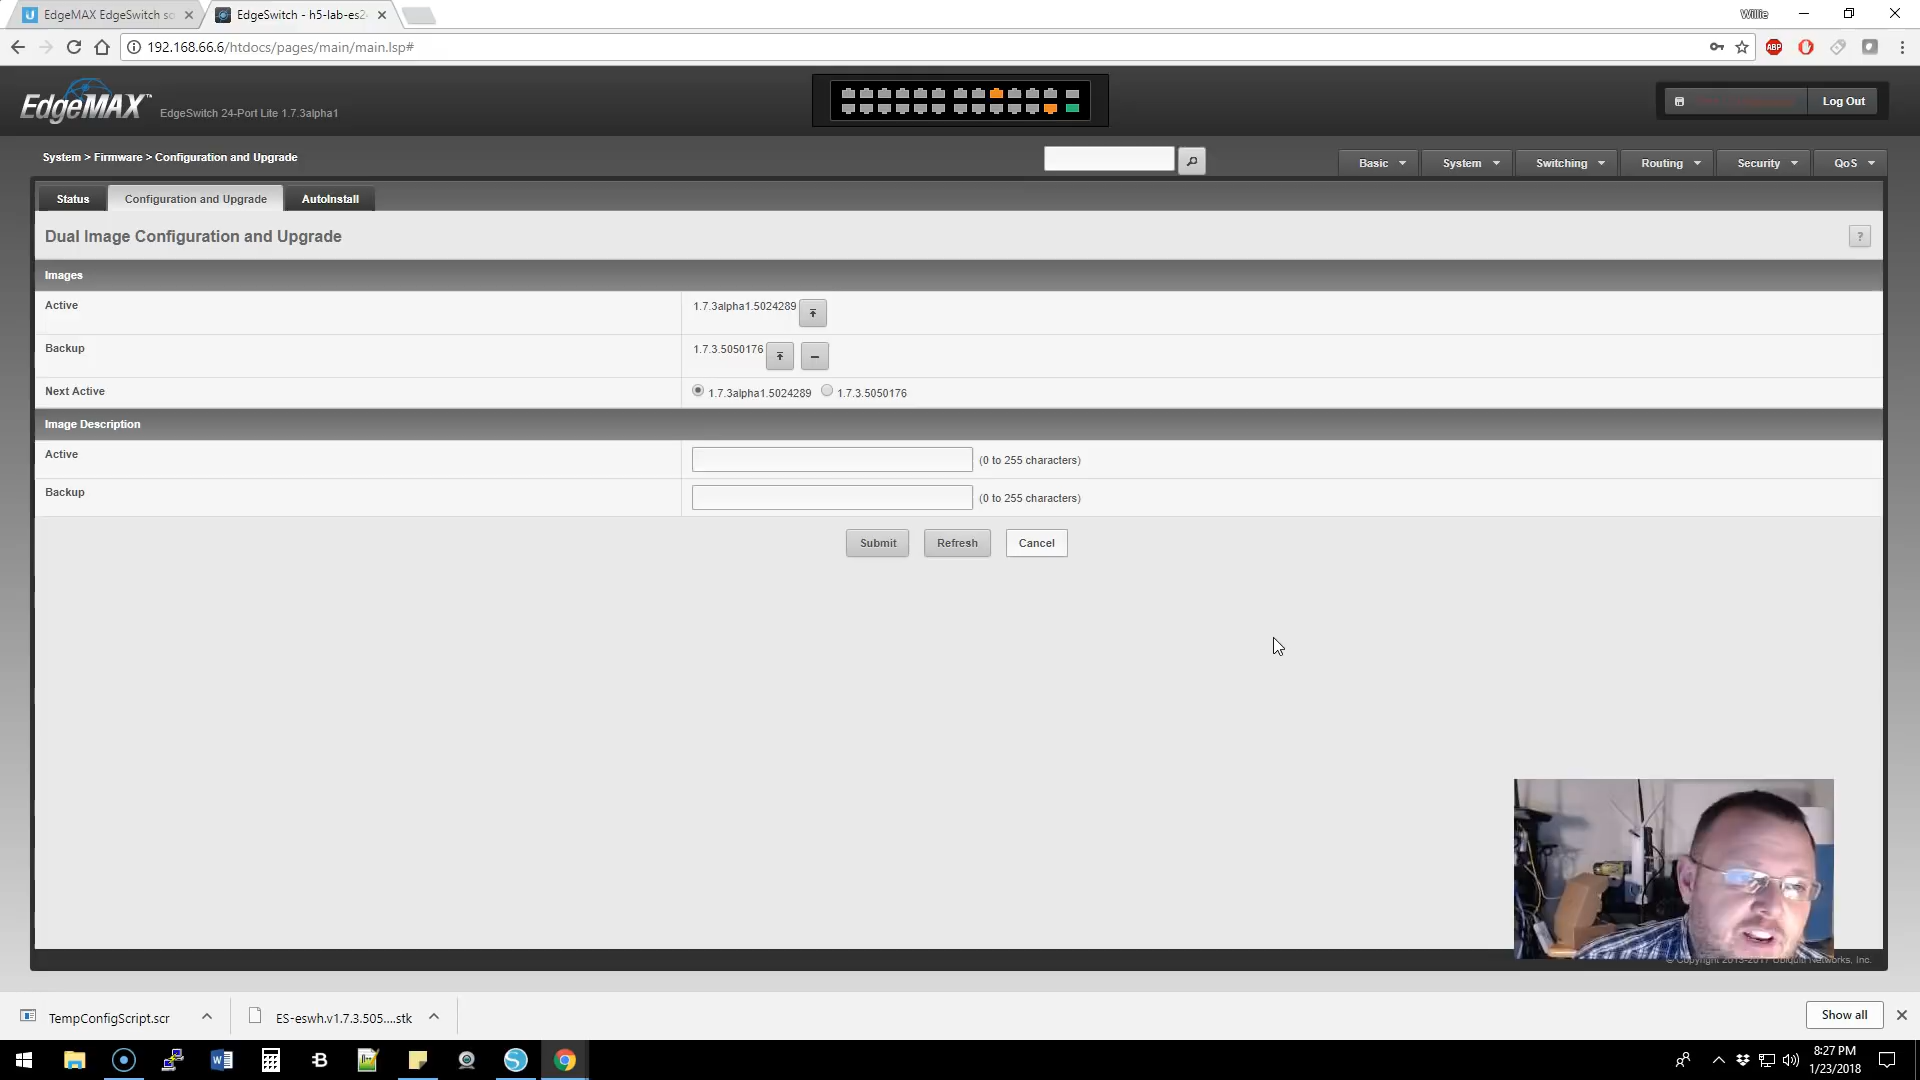 EdgeMAX EdgeSwitch so
EdgeSwitch - h5-lab-es2
Willie
192.168.66.6/htdocs/pages/main/main.lsp#
ABP
EdgeMAX™
EdgeSwitch 24-Port Lite 1.7.3alpha1
Log Out
System > Firmware > Configuration and Upgrade
Basic
System
Switching
Routing
Security
QoS
Status
Configuration and Upgrade
AutoInstall
Dual Image Configuration and Upgrade
?
Images
Active
1.7.3alpha1.5024289
Backup
1.7.3.5050176
Next Active
1.7.3alpha1.5024289
1.7.3.5050176
Image Description
Active
(0 to 255 characters)
Backup
(0 to 255 characters)
Submit
Refresh
Cancel
© Copyright 2013-2017 Ubiquiti Networks, Inc.
TempConfigScript.scr
ES-eswh.v1.7.3.505....stk
Show all
8:27 PM
1/23/2018